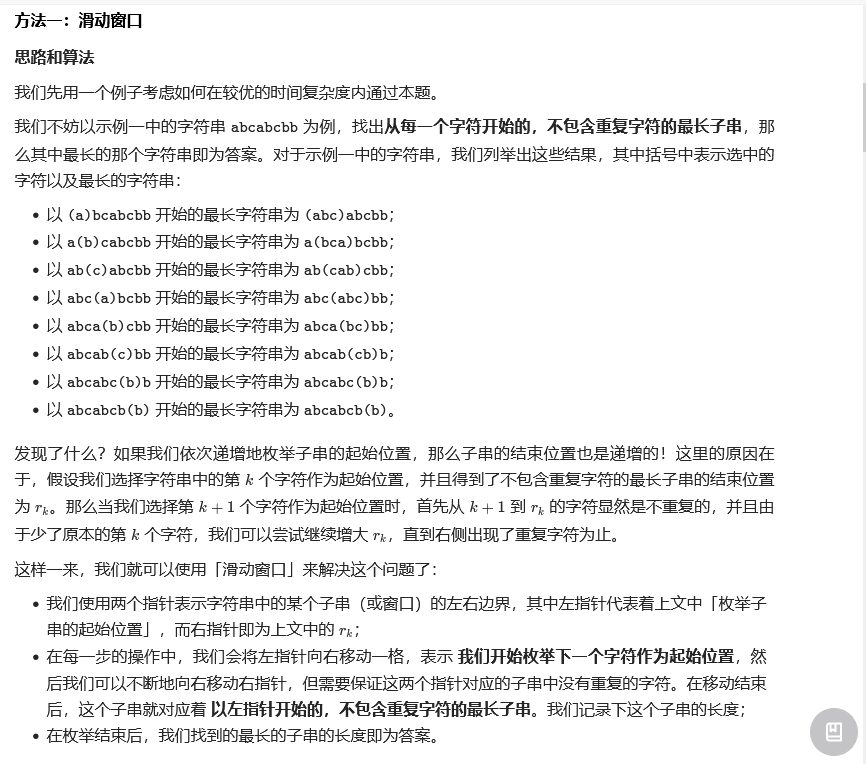 方法一：滑动窗口
思路和算法
我们先用一个例子考虑如何在较优的时间复杂度内通过本题。
我们不妨以示例一中的字符串 abcabcbb 为例，找出从每一个字符开始的，不包含重复字符的最长子串，那
么其中最长的那个字符串即为答案。对于示例一中的字符串，我们列举出这些结果，其中括号中表示选中的
字符以及最长的字符串：
• 以 (a)bcabcbb 开始的最长字符串为 (abc)abcbb；
• 以 a(b)cabcbb 开始的最长字符串为 a(bca)bcbb；
• 以 ab(c)abcbb 开始的最长字符串为 ab(cab)cbb；
• 以 abc(a)bcbb 开始的最长字符串为 abc(abc)bb；
• 以 abca(b)cbb 开始的最长字符串为 abca(bc)bb；
• 以 abcab(c)bb 开始的最长字符串为 abcab(cb)b；
• 以 abcabc(b)b 开始的最长字符串为 abcabc(b)b；
• 以 abcabcb(b) 开始的最长字符串为 abcabcb(b)。
发现了什么？如果我们依次递增地枚举子串的起始位置，那么子串的结束位置也是递增的！这里的原因在
于，假设我们选择字符串中的第 k 个字符作为起始位置，并且得到了不包含重复字符的最长子串的结束位置
为 rₖ。那么当我们选择第 k + 1 个字符作为起始位置时，首先从 k + 1 到 rₖ 的字符显然是不重复的，并且由
于少了原本的第 k 个字符，我们可以尝试继续增大 rₖ，直到右侧出现了重复字符为止。
这样一来，我们就可以使用「滑动窗口」来解决这个问题了：
• 我们使用两个指针表示字符串中的某个子串（或窗口）的左右边界，其中左指针代表着上文中「枚举子
串的起始位置」，而右指针即为上文中的 rₖ；
• 在每一步的操作中，我们会将左指针向右移动一格，表示 我们开始枚举下一个字符作为起始位置，然
后我们可以不断地向右移动右指针，但需要保证这两个指针对应的子串中没有重复的字符。在移动结束
后，这个子串就对应着 以左指针开始的，不包含重复字符的最长子串。我们记录下这个子串的长度；
• 在枚举结束后，我们找到的最长的子串的长度即为答案。